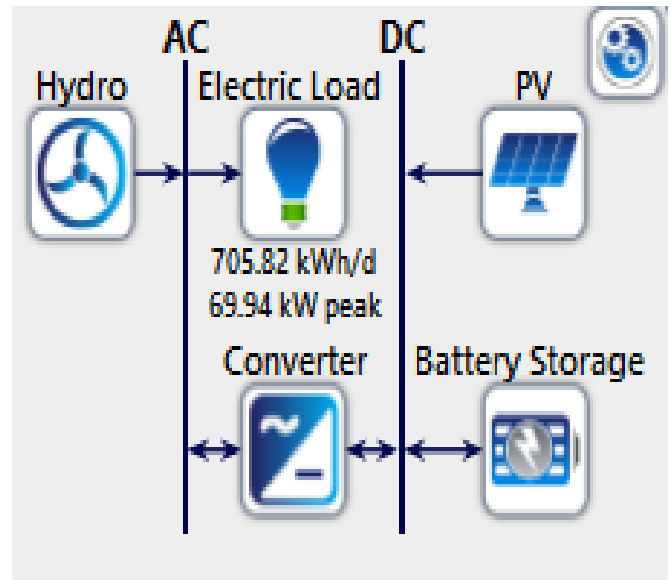 AC DC
Hydro Electric Load PV
705.82 kWh/d
69.94 kW peak
Converter Battery Storage